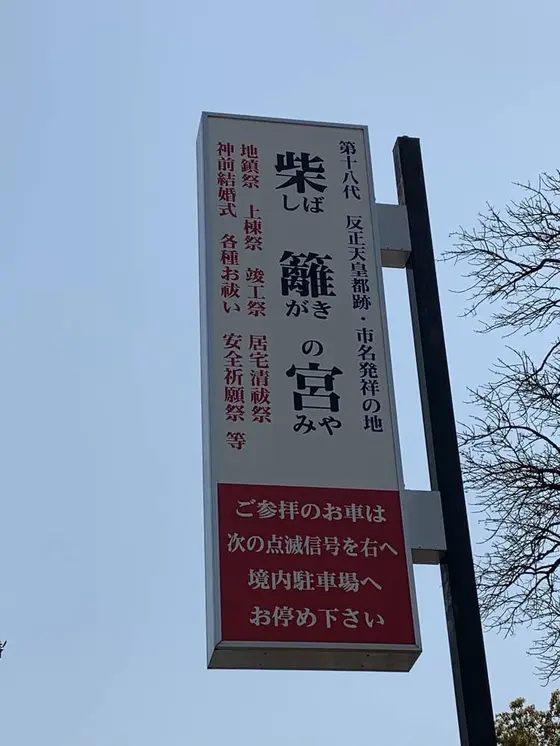 第十八代 反正天皇都跡・市名発祥の地
柴籬の宮
しばがきのみや
地鎮祭 上棟祭 竣工祭 居宅清祓祭
神前結婚式 各種お祓い 安全祈願祭 等
ご参拝のお車は
次の点滅信号を右へ
境内駐車場へ
お停め下さい